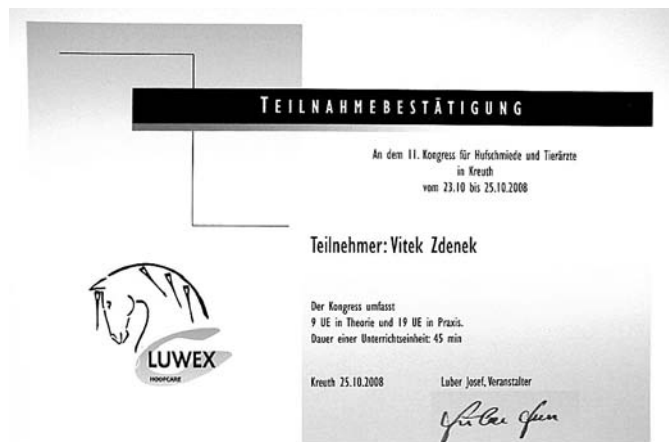 TEILNAHMEBESTÄTIGUNG
An dem 11. Kongress für Hufschmiede und Tierärzte
in Kreuth
vom 23.10 bis 25.10.2008
Teilnehmer: Vitek Zdenek
Der Kongress umfasst
9 UE in Theorie und 19 UE in Praxis.
Dauer einer Unterrichtseinheit: 45 min
LUWEX
HOOFCARE
Kreuth 25.10.2008 Luber Josef, Veranstalter